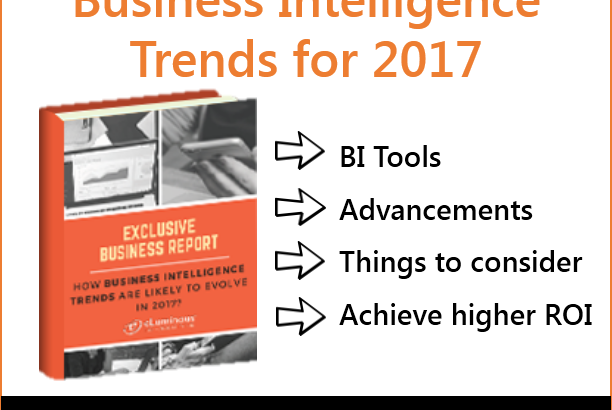 Business Intelligence
Trends for 2017
BI Tools
Advancements
Things to consider
Achieve higher ROI
EXCLUSIVE
BUSINESS REPORT
HOW BUSINESS INTELLIGENCE
TRENDS ARE LIKELY TO EVOLVE
IN 2017?
eLuminous